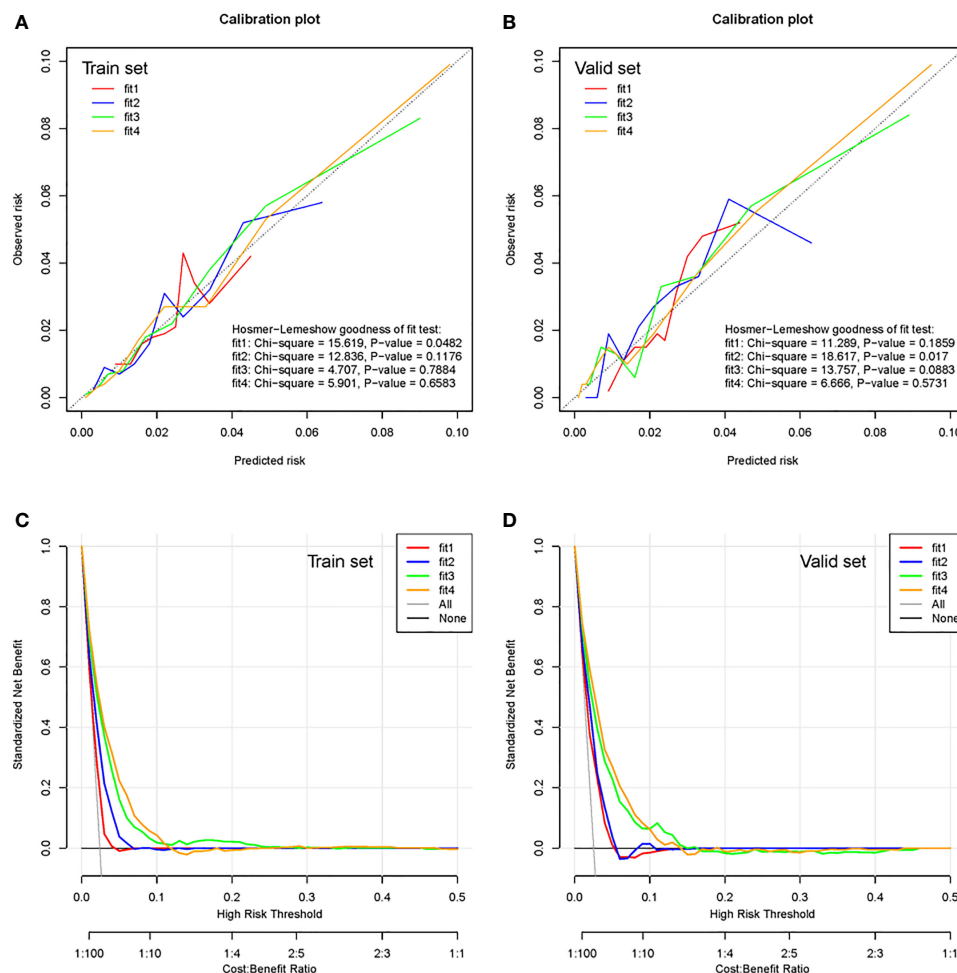 A
Calibration plot
Train set
fit1
fit2
fit3
fit4
Observed risk
0.00 0.02 0.04 0.06 0.08 0.10
Hosmer-Lemeshow goodness of fit test:
fit1: Chi-square = 15.619, P-value = 0.0482
fit2: Chi-square = 12.836, P-value = 0.1176
fit3: Chi-square = 4.707, P-value = 0.7884
fit4: Chi-square = 5.901, P-value = 0.6583
0.00 0.02 0.04 0.06 0.08 0.10
Predicted risk
B
Calibration plot
Valid set
fit1
fit2
fit3
fit4
Observed risk
0.00 0.02 0.04 0.06 0.08 0.10
Hosmer-Lemeshow goodness of fit test:
fit1: Chi-square = 11.289, P-value = 0.1859
fit2: Chi-square = 18.617, P-value = 0.017
fit3: Chi-square = 13.757, P-value = 0.0883
fit4: Chi-square = 6.666, P-value = 0.5731
0.00 0.02 0.04 0.06 0.08 0.10
Predicted risk
C
Train set
fit1
fit2
fit3
fit4
All
None
Standardized Net Benefit
0.0 0.2 0.4 0.6 0.8 1.0
0.0 0.1 0.2 0.3 0.4 0.5
High Risk Threshold
1:100 1:10 1:4 2:5 2:3 1:1
Cost:Benefit Ratio
D
Valid set
fit1
fit2
fit3
fit4
All
None
Standardized Net Benefit
0.0 0.2 0.4 0.6 0.8 1.0
0.0 0.1 0.2 0.3 0.4 0.5
High Risk Threshold
1:100 1:10 1:4 2:5 2:3 1:1
Cost:Benefit Ratio